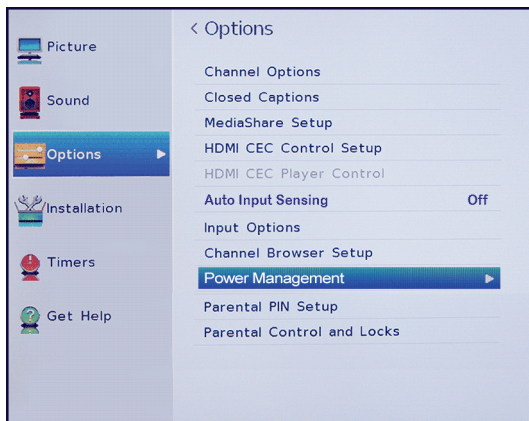 Picture
Sound
Options
Installation
Timers
Get Help
Options
Channel Options
Closed Captions
MediaShare Setup
HDMI CEC Control Setup
HDMI CEC Player Control
Auto Input Sensing Off
Input Options
Channel Browser Setup
Power Management
Parental PIN Setup
Parental Control and Locks